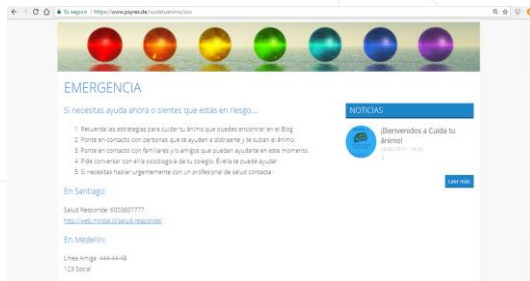 Es seguro | https://www.psyres.de/cuidatuanimo/sos
EMERGENCIA
Si necesitas ayuda ahora o sientes que estás en riesgo....
1. Recuerda las estrategias para cuidar tu ánimo que puedes encontrar en el Blog
2. Ponte en contacto con personas que te ayuden a distraerte y te suban el ánimo.
3. Ponte en contacto con familiares y/o amigos que puedan ayudarte en este momento.
4. Pide conversar con el/la psicólogo/a de tu colegio. Él/ella te puede ayudar.
5. Si necesitas hablar urgentemente con un profesional de salud contacta:
En Santiago:
Salud Responde: 6003607777
http://web.minsal.cl/salud-responde/
En Medellín:
Línea Amiga: 444 44 48
123 Social
NOTICIAS
¡Bienvenidos a Cuida tu ánimo!
Leer más